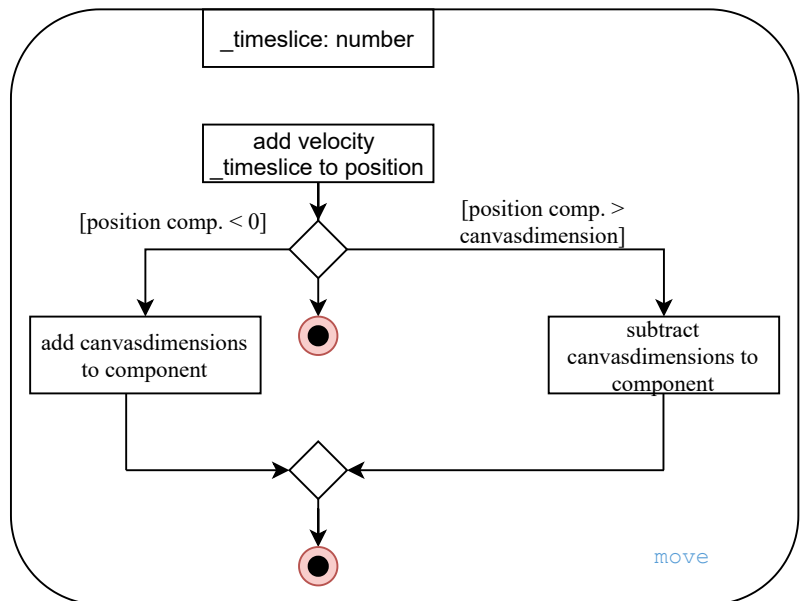 _timeslice: number
add velocity
_timeslice to position
[position comp. < 0]
[position comp. >
canvasdimension]
add canvasdimensions
to component
subtract
canvasdimensions to
component
move